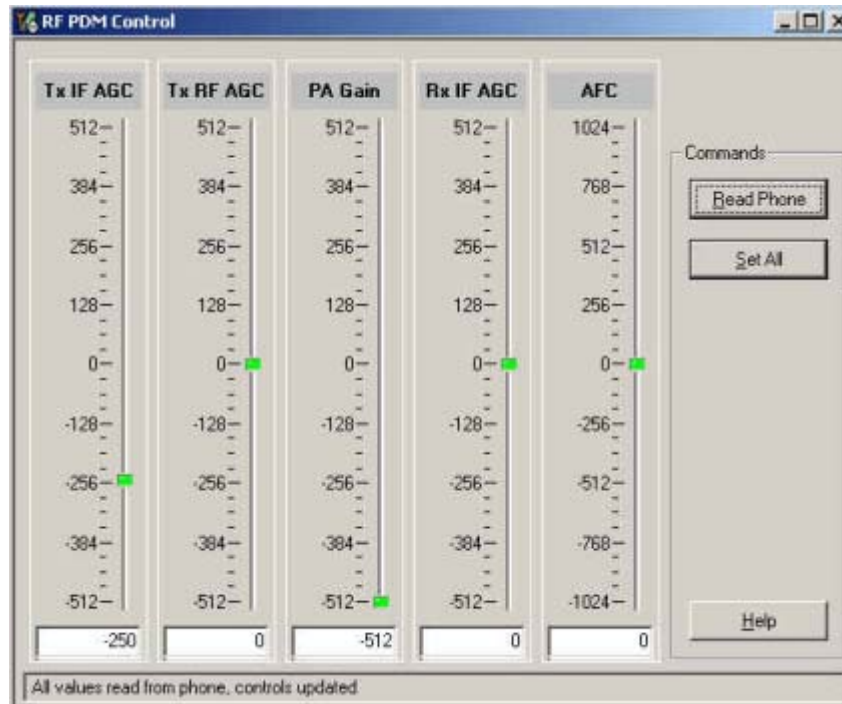 RF PDM Control
Tx IF AGC Tx RF AGC PA Gain Rx IF AGC AFC
512 512 512 512 1024
Commands
384 384 384 384 768
Read Phone
256 256 256 256 512
Set All
128 128 128 128 256
0 0 0 0 0
-128 -128 -128 -128 -256
-256 -256 -256 -256 -512
-384 -384 -384 -384 -768
-512 -512 -512 -512 -1024
Help
-250 0 -512 0 0
All values read from phone, controls updated